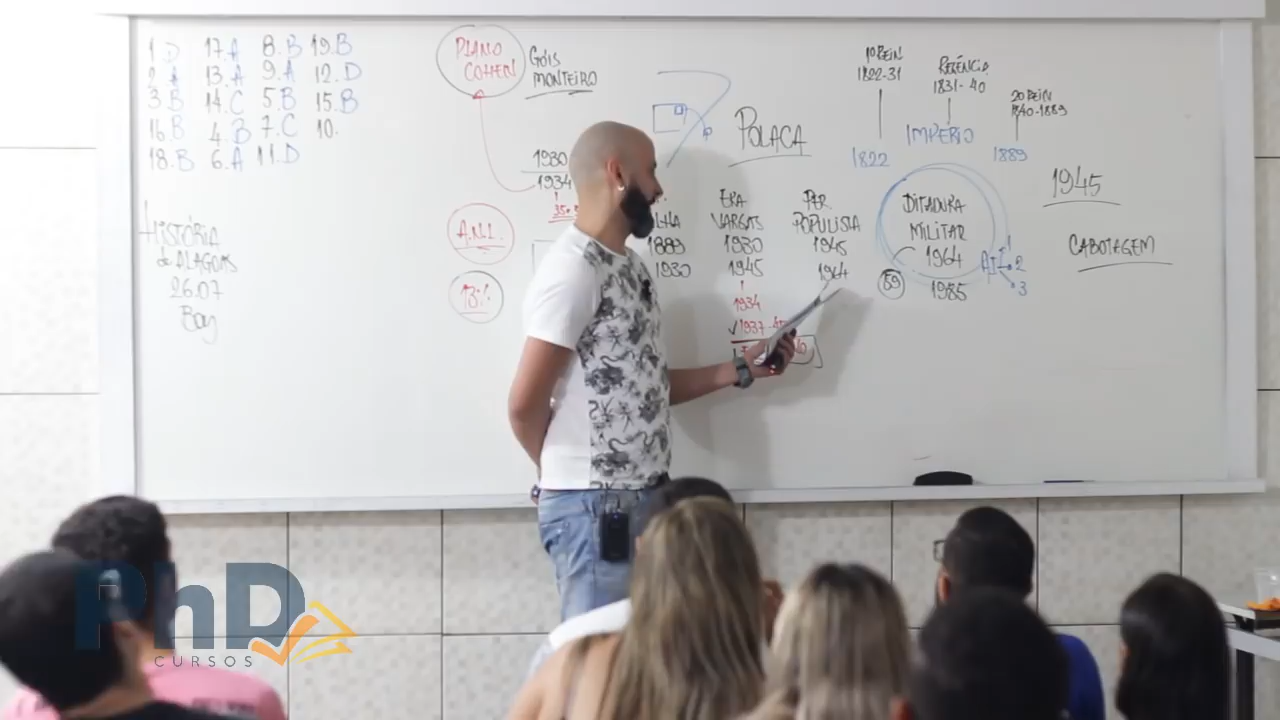 1 D 17. A 8. B 19. B
2 A 13. A 9. A 12. D
3 B 14. C 5. B 15. B
16. B 4. B 7. C 10.
18. B 6. A 11. D
HISTÓRIA
de ALAGOAS
26.07
Boy
PLANO
COHEN
GÓIS
MONTEIRO
1930
1934
A.N.L.
1889
1930
POLACA
ERA
VARGAS
1930
1945
1934
1937
PER.
POPULISTA
1945
1964
1º REIN
1822-31
REGÊNCIA
1831-40
2º REIN
1840-1889
IMPÉRIO
1822
1889
DITADURA
MILITAR
1964
1985
89
AI 1
2
3
1945
CABOTAGEM
PhD
CURSOS